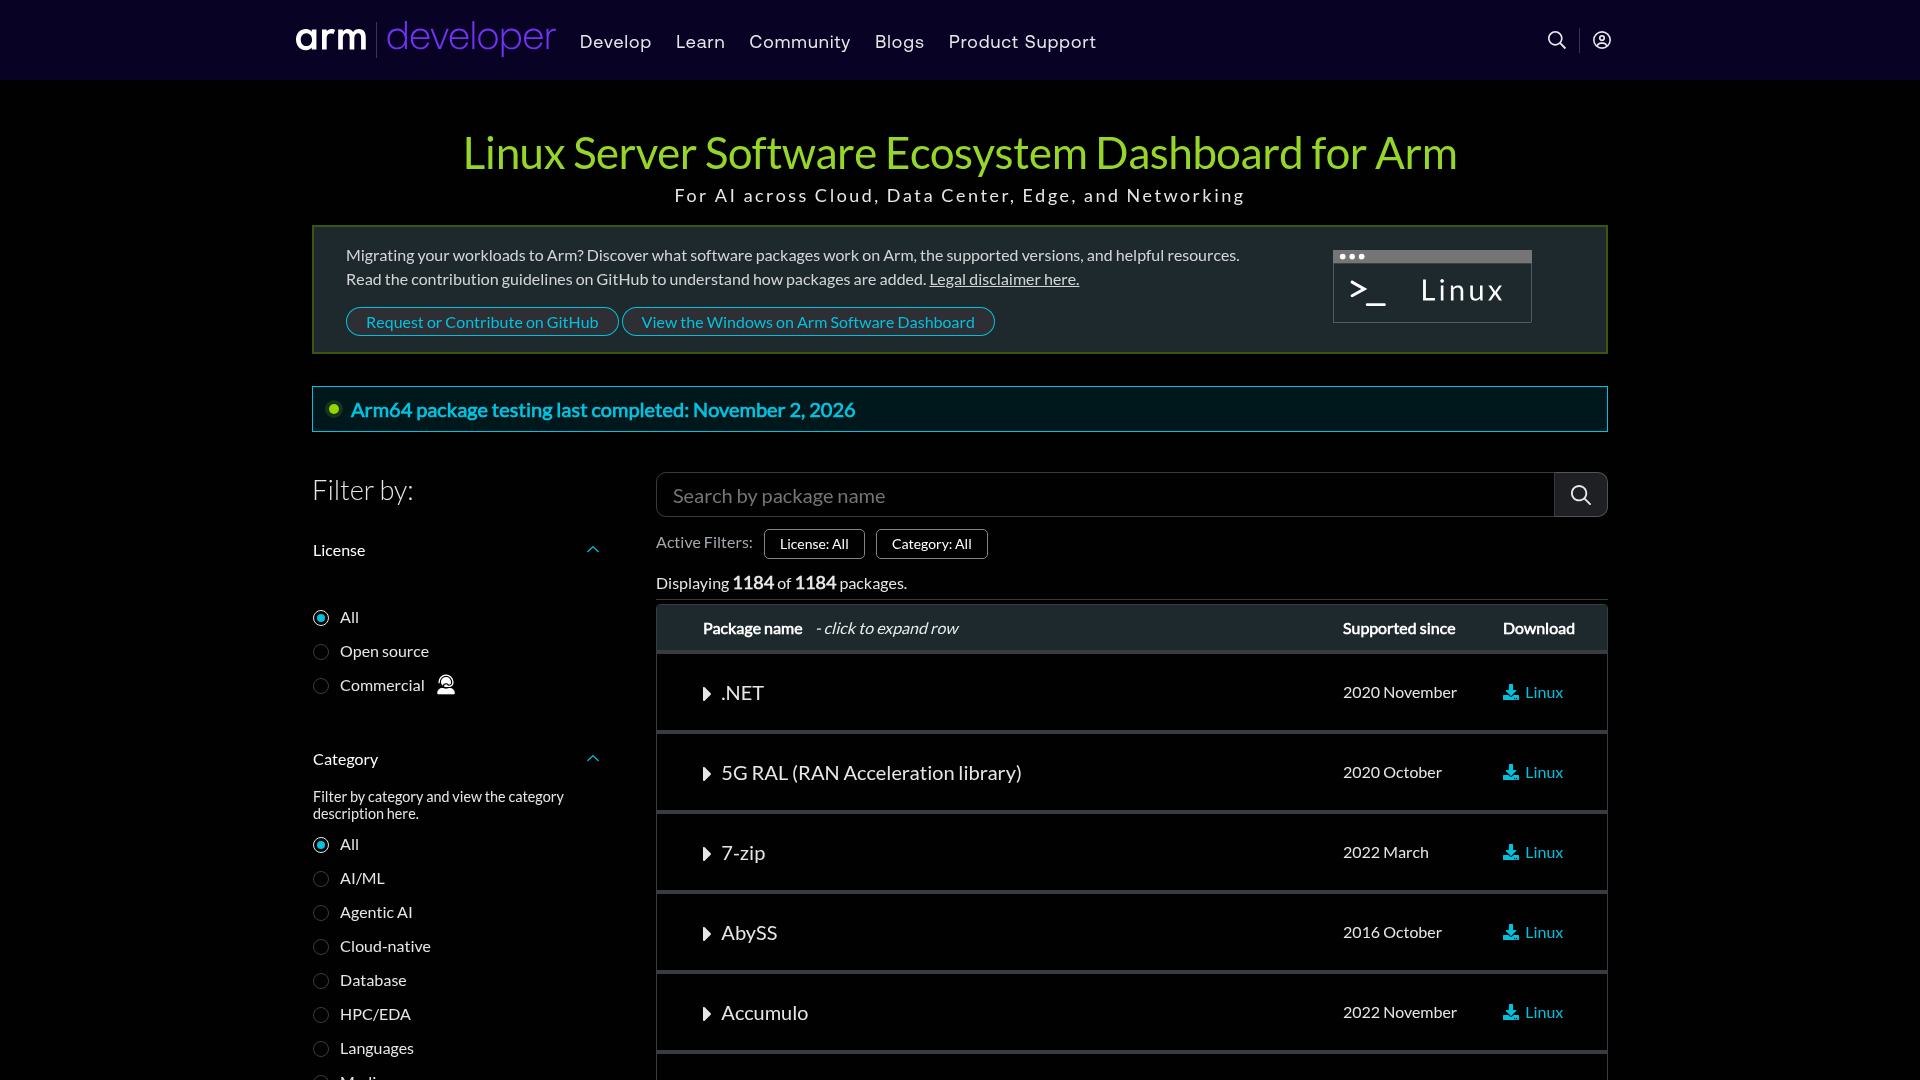 arm developer Develop Learn Community Blogs Product Support
Linux Server Software Ecosystem Dashboard for Arm
For AI across Cloud, Data Center, Edge, and Networking
Migrating your workloads to Arm? Discover what software packages work on Arm, the supported versions, and helpful resources.
Read the contribution guidelines on GitHub to understand how packages are added. Legal disclaimer here.
Request or Contribute on GitHub View the Windows on Arm Software Dashboard
>_ Linux
Arm64 package testing last completed: November 2, 2026
Filter by:
License
All
Open source
Commercial
Category
Filter by category and view the category
description here.
All
AI/ML
Agentic AI
Cloud-native
Database
HPC/EDA
Languages
Search by package name
Active Filters: License: All Category: All
Displaying 1184 of 1184 packages.
Package name - click to expand row Supported since Download
.NET 2020 November Linux
5G RAL (RAN Acceleration library) 2020 October Linux
7-zip 2022 March Linux
AbySS 2016 October Linux
Accumulo 2022 November Linux